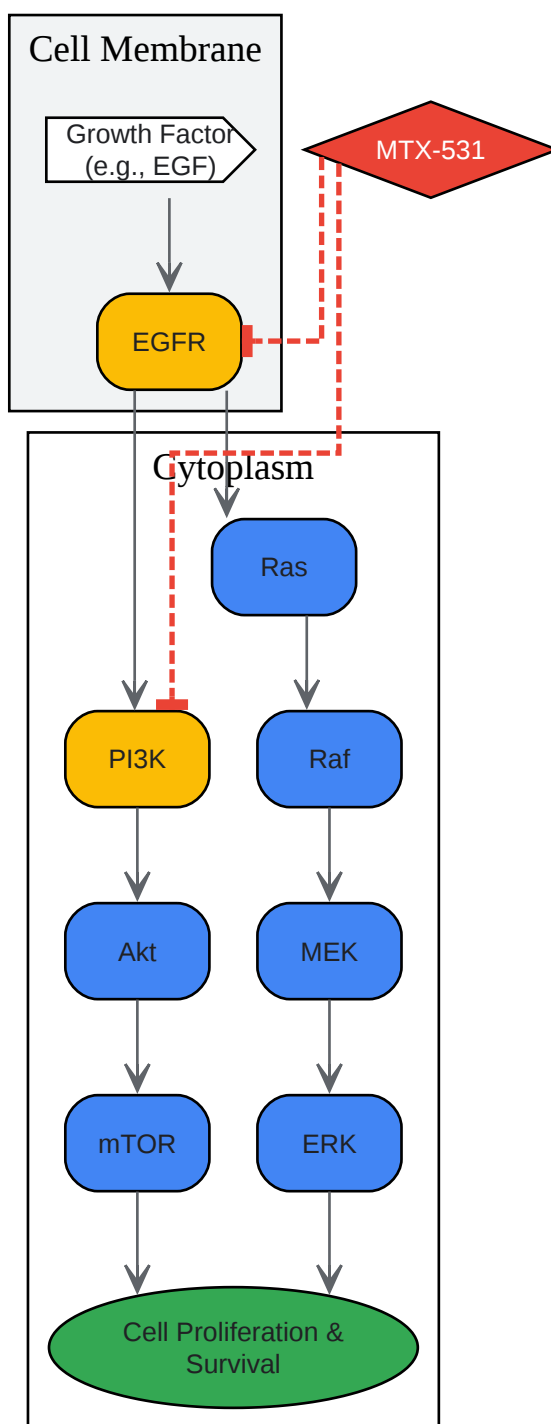 Cell Membrane
Growth Factor
(e.g., EGF)
MTX-531
EGFR
Cytoplasm
Ras
PI3K
Raf
Akt
MEK
mTOR
ERK
Cell Proliferation &
Survival